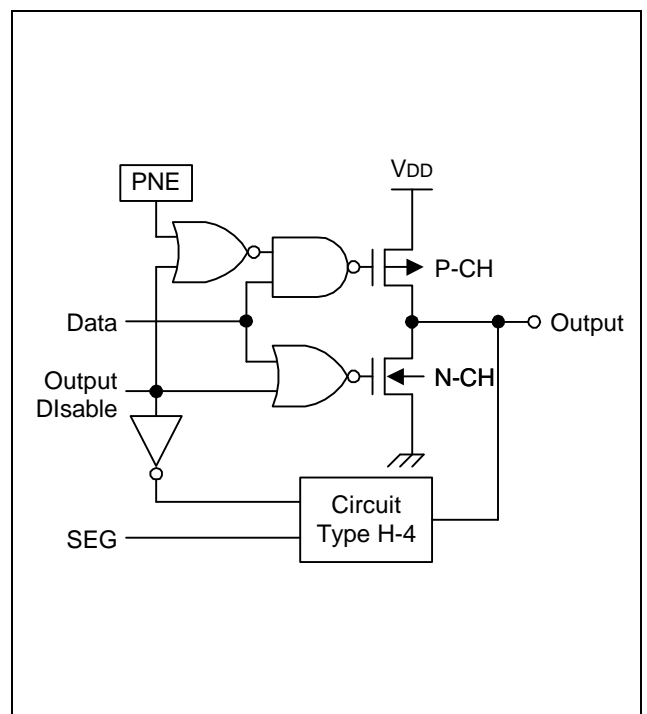 VDD
PNE
P-CH
Data
Output
Output
DIsable
N-CH
Circuit
Type H-4
SEG